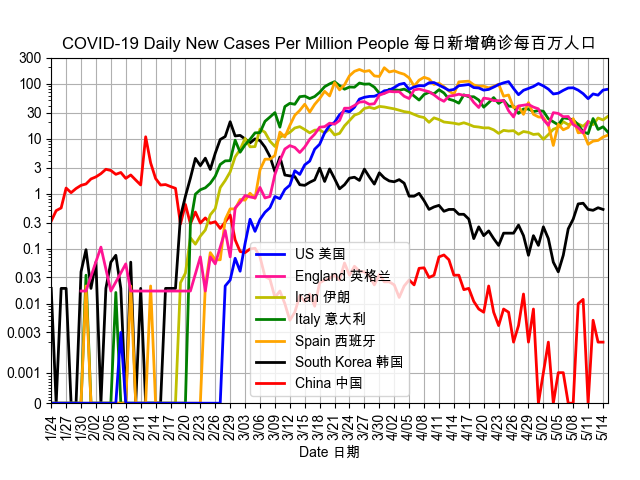 COVID-19 Daily New Cases Per Million People 每日新增确诊每百万人口
300
100
30
10
3
1
0.3
0.1
0.03
0.01
0.003
0.001
0
US 美国
England 英格兰
Iran 伊朗
Italy 意大利
Spain 西班牙
South Korea 韩国
China 中国
1/24 1/27 1/30 2/02 2/05 2/08 2/11 2/14 2/17 2/20 2/23 2/26 2/29 3/03 3/06 3/09 3/12 3/15 3/18 3/21 3/24 3/27 3/30 4/02 4/05 4/08 4/11 4/14 4/17 4/20 4/23 4/26 4/29 5/02 5/05 5/08 5/11 5/14
Date 日期